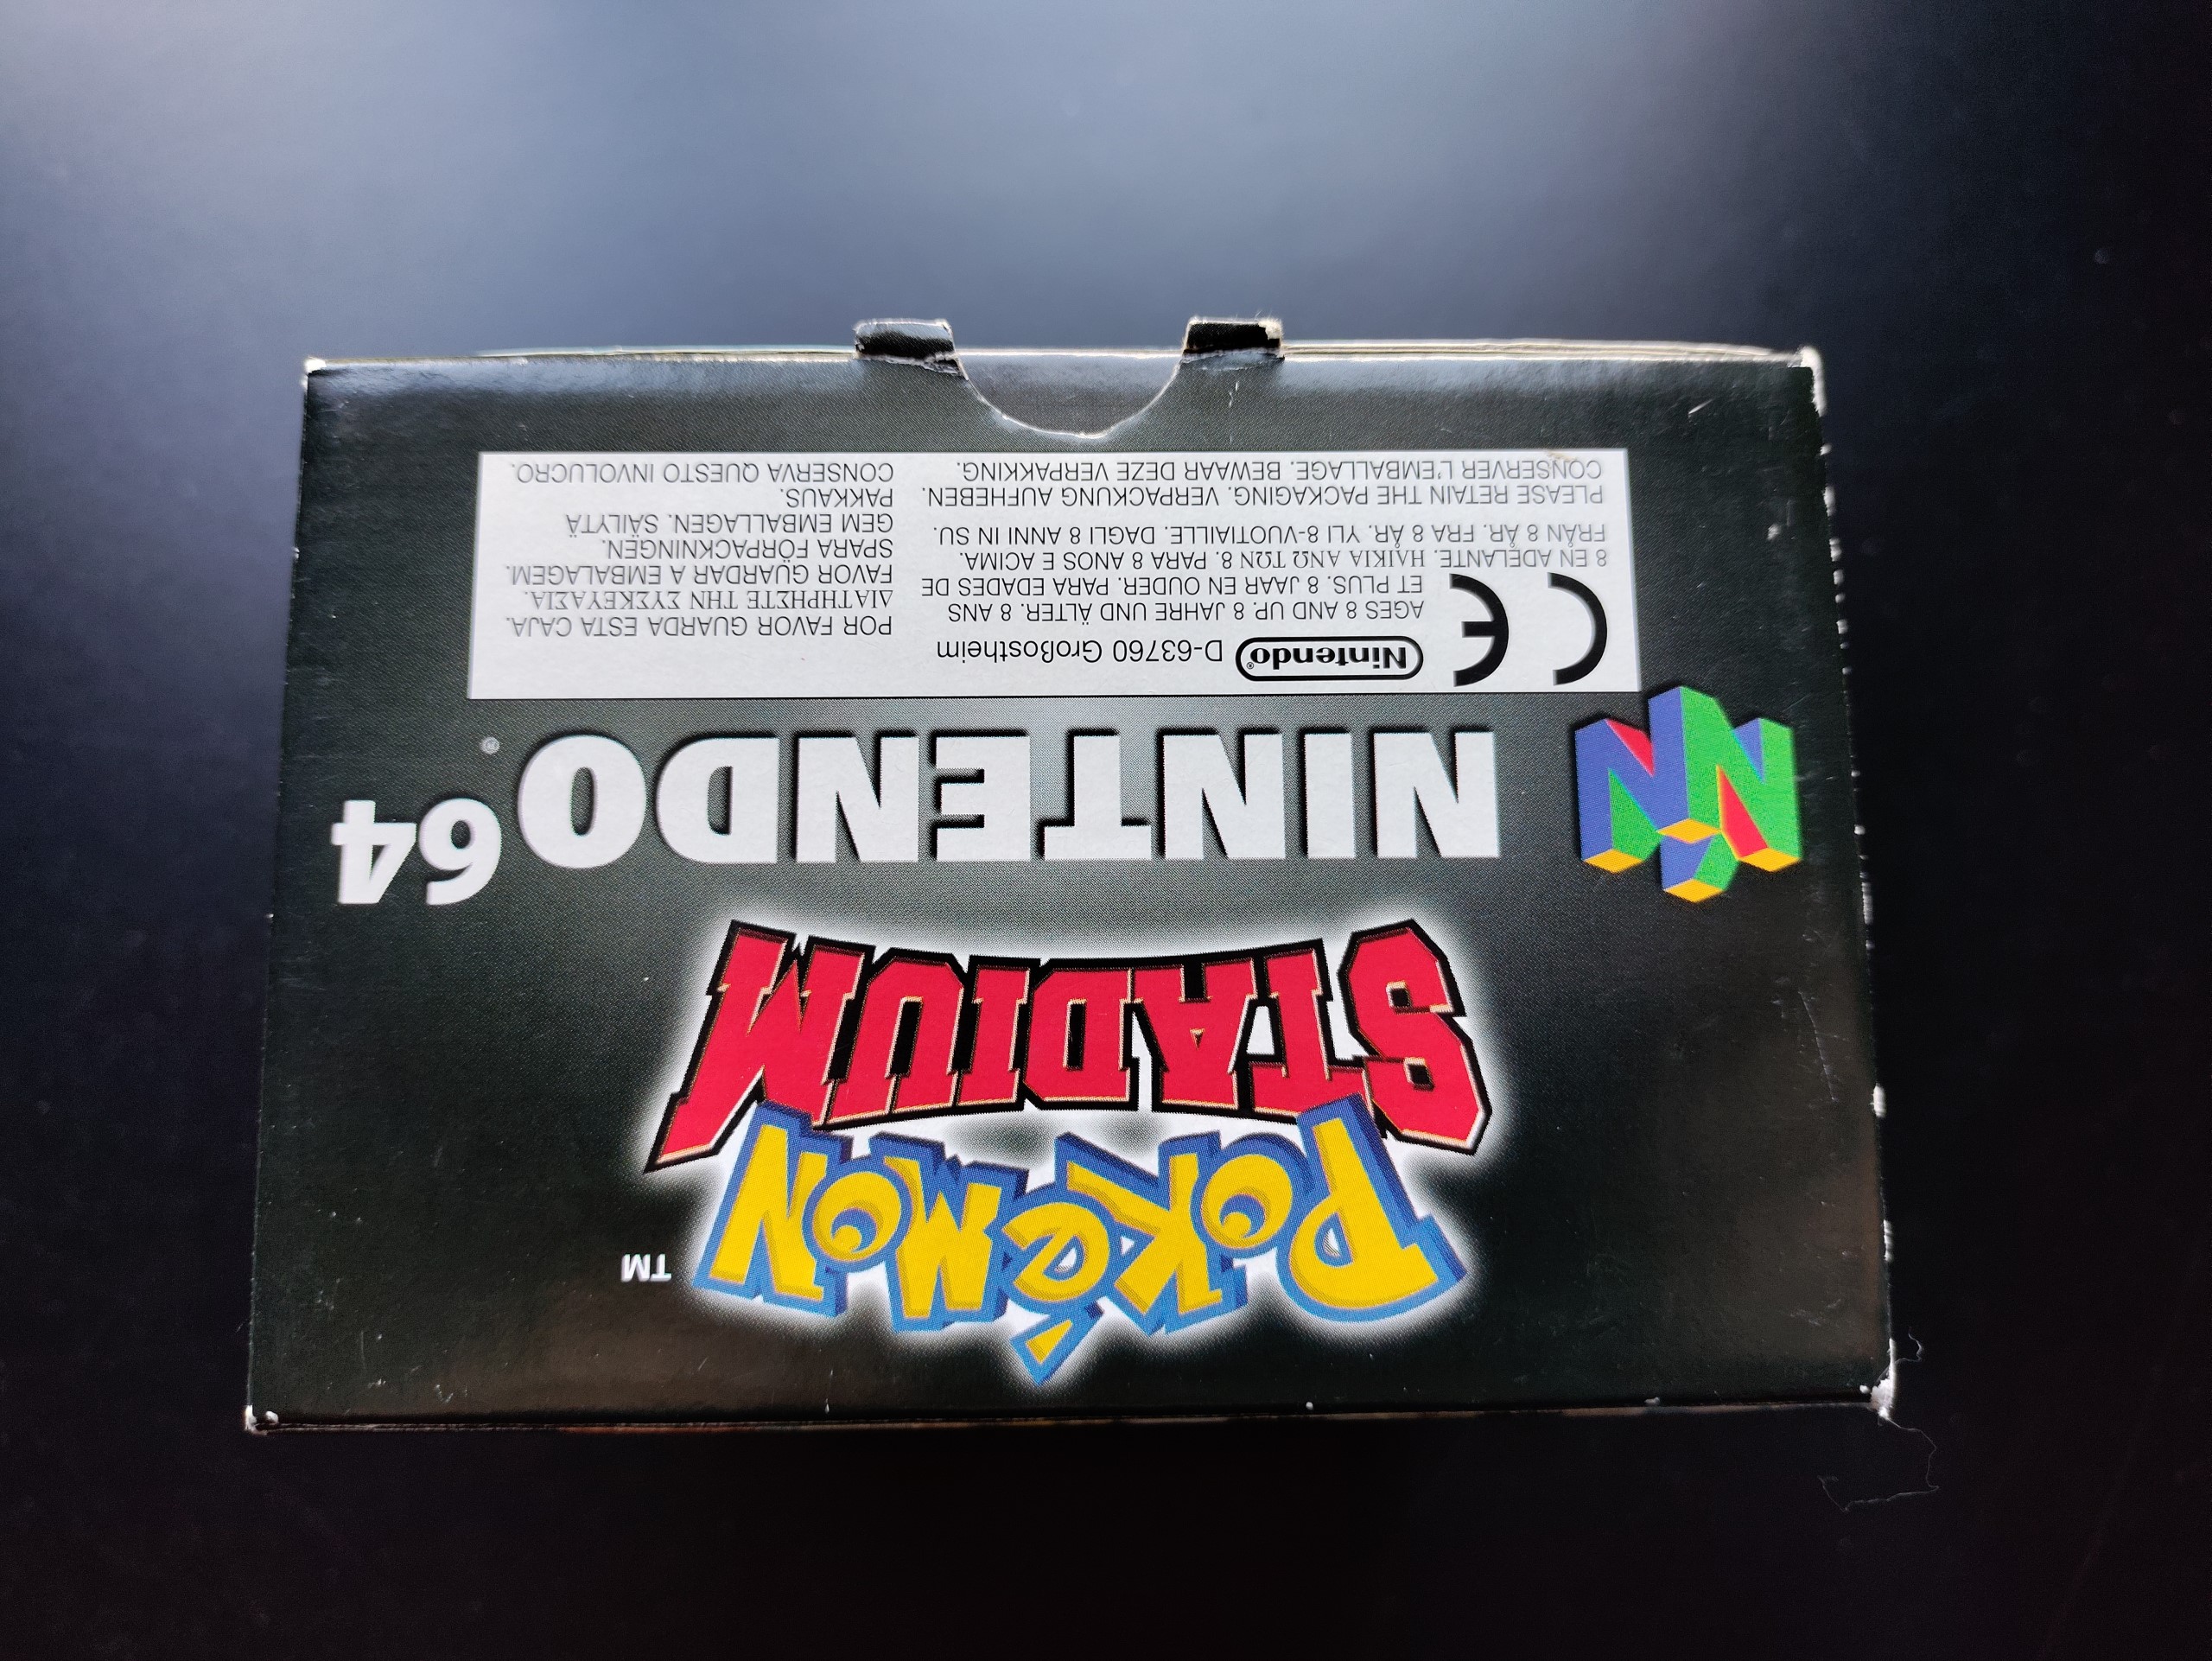 POKéMON
TM
STADIUM
NINTENDO 64
®
Nintendo® D-63760 Großostheim
CE
AGES 8 AND UP. 8 JAHRE UND ÄLTER. 8 ANS
ET PLUS. 8 JAAR EN OUDER. PARA EDADES DE
8 EN ADELANTE. ΗΛΙΚΙΑ ΑΝΩ ΤΩΝ 8. PARA 8 ANOS E ACIMA.
FRÅN 8 ÅR. FRA 8 ÅR. YLI 8-VUOTIAILLE. DAGLI 8 ANNI IN SU.
PLEASE RETAIN THE PACKAGING. VERPACKUNG AUFHEBEN.
CONSERVER L'EMBALLAGE. BEWAAR DEZE VERPAKKING.
POR FAVOR GUARDA ESTA CAJA.
ΔΙΑΤΗΡΗΣΤΕ ΤΗΝ ΣΥΣΚΕΥΑΣΙΑ.
FAVOR GÜARDAR A EMBALAGEM.
SPARA FÖRPACKNINGEN.
GEM EMBALLAGEN. SÄILYTÄ
PAKKAUS.
CONSERVA QUESTO INVOLUCRO.